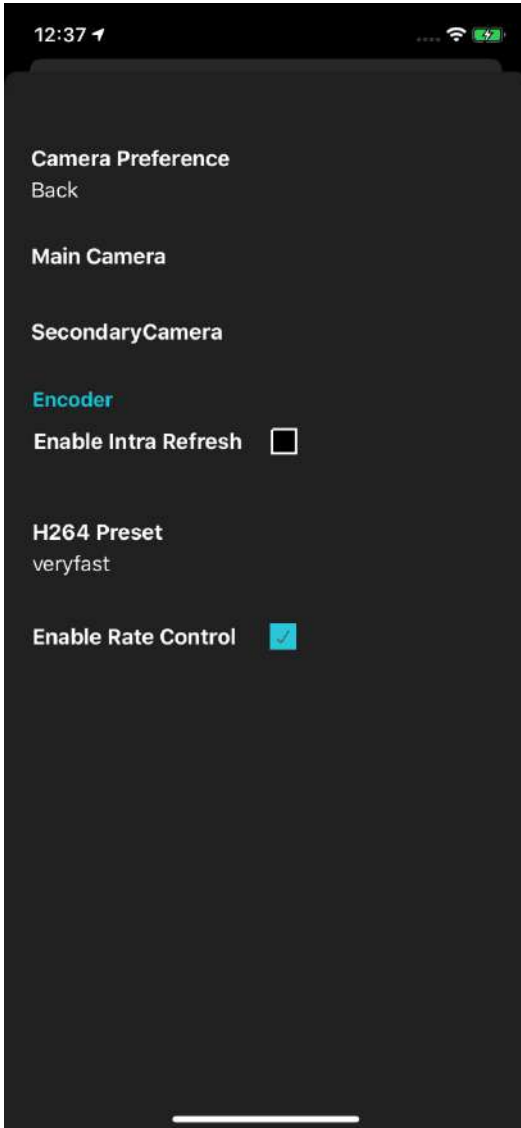 12:37
Camera Preference
Back
Main Camera
SecondaryCamera
Encoder
Enable Intra Refresh
H264 Preset
veryfast
Enable Rate Control